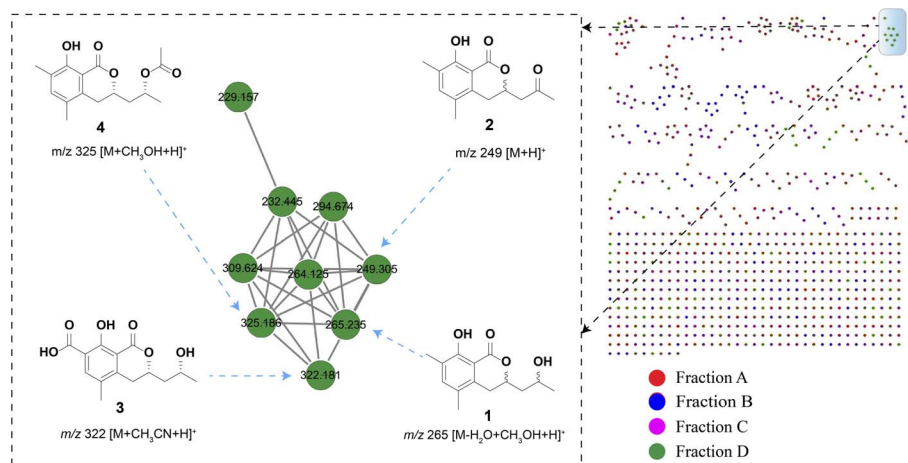 OH
O
O
O
O
4
m/z 325 [M+CH₃OH+H]⁺
OH
O
O
O
2
m/z 249 [M+H]⁺
229.157
232.445
294.674
309.624
264.125
249.305
325.186
265.235
322.181
O
OH
O
HO
O
OH
3
m/z 322 [M+CH₃CN+H]⁺
OH
O
O
OH
1
m/z 265 [M-H₂O+CH₃OH+H]⁺
Fraction A
Fraction B
Fraction C
Fraction D